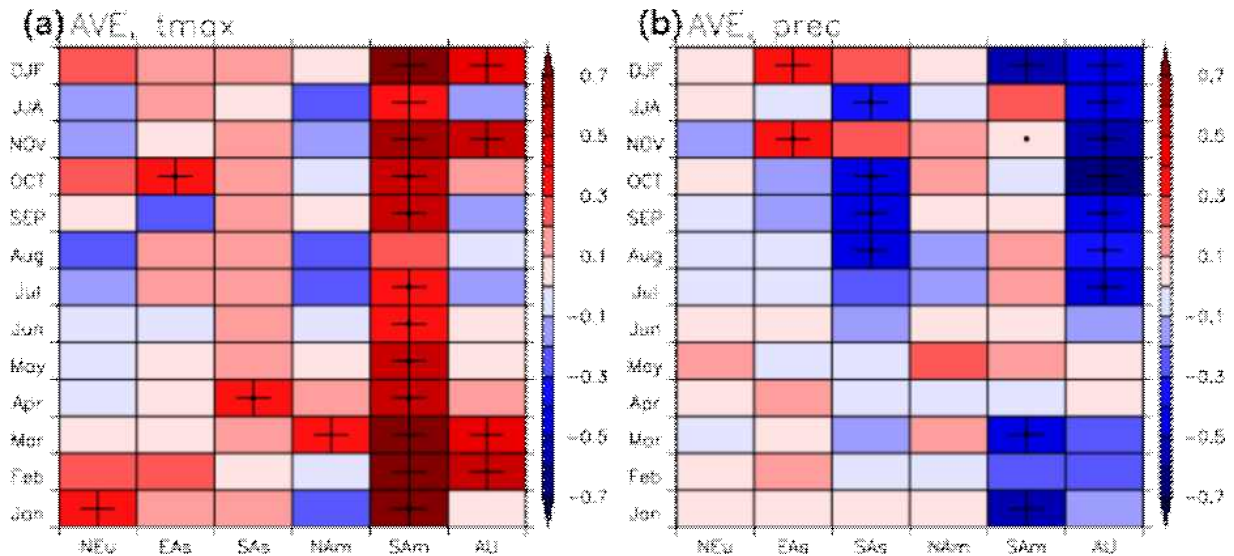 (a) AVE, tmax
DJF
JJA
NOV
OCT
SEP
Aug
Jul
Jun
May
Apr
Mar
Feb
Jan
NEu EAs SAs NAm SAm AU
0.7
0.5
0.3
0.1
-0.1
-0.3
-0.5
-0.7
(b) AVE, prec
DJF
JJA
NOV
OCT
SEP
Aug
Jul
Jun
May
Apr
Mar
Feb
Jan
NEu EAs SAs NAm SAm AU
0.7
0.5
0.3
0.1
-0.1
-0.3
-0.5
-0.7